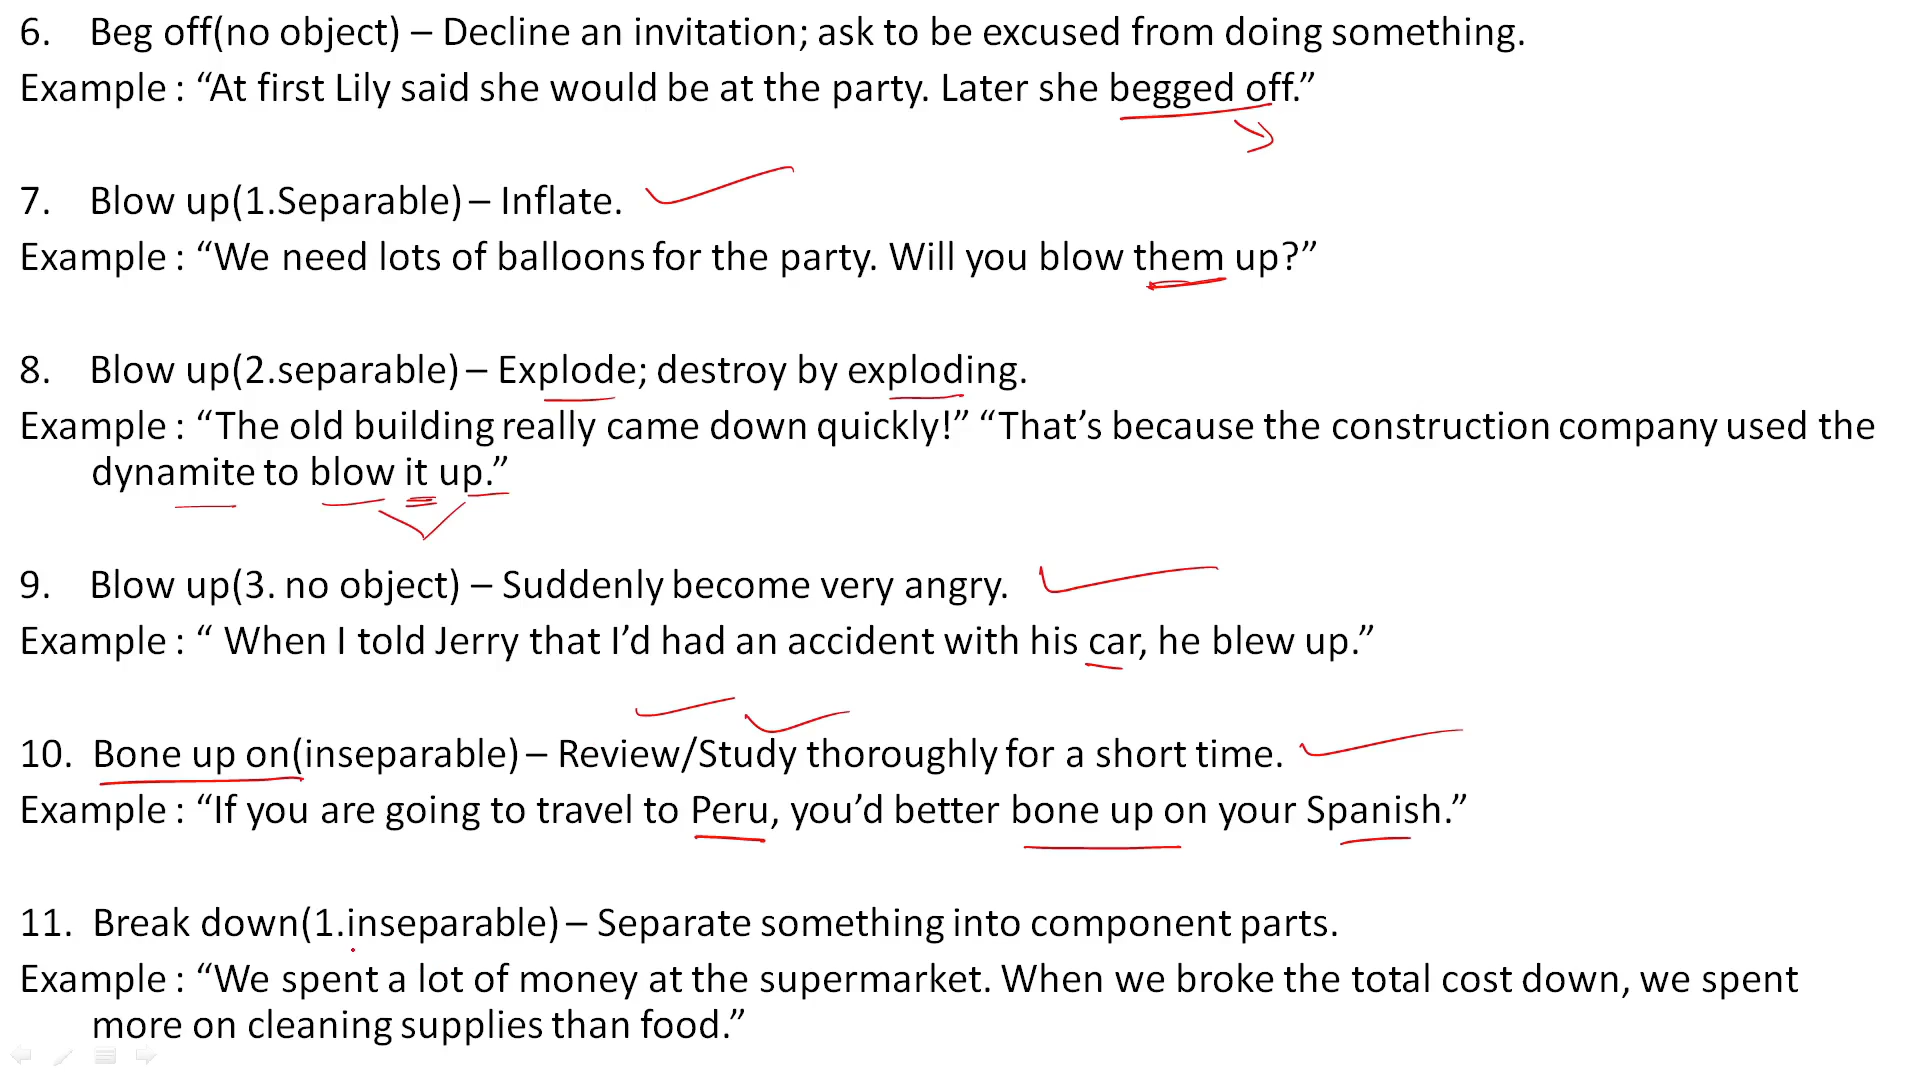 6. Beg off(no object) – Decline an invitation; ask to be excused from doing something.
Example : “At first Lily said she would be at the party. Later she begged off.”
7. Blow up(1.Separable) – Inflate.
Example : “We need lots of balloons for the party. Will you blow them up?”
8. Blow up(2.separable) – Explode; destroy by exploding.
Example : “The old building really came down quickly!” “That’s because the construction company used the
dynamite to blow it up.”
9. Blow up(3. no object) – Suddenly become very angry.
Example : “ When I told Jerry that I’d had an accident with his car, he blew up.”
10. Bone up on(inseparable) – Review/Study thoroughly for a short time.
Example : “If you are going to travel to Peru, you’d better bone up on your Spanish.”
11. Break down(1.inseparable) – Separate something into component parts.
Example : “We spent a lot of money at the supermarket. When we broke the total cost down, we spent
more on cleaning supplies than food.”